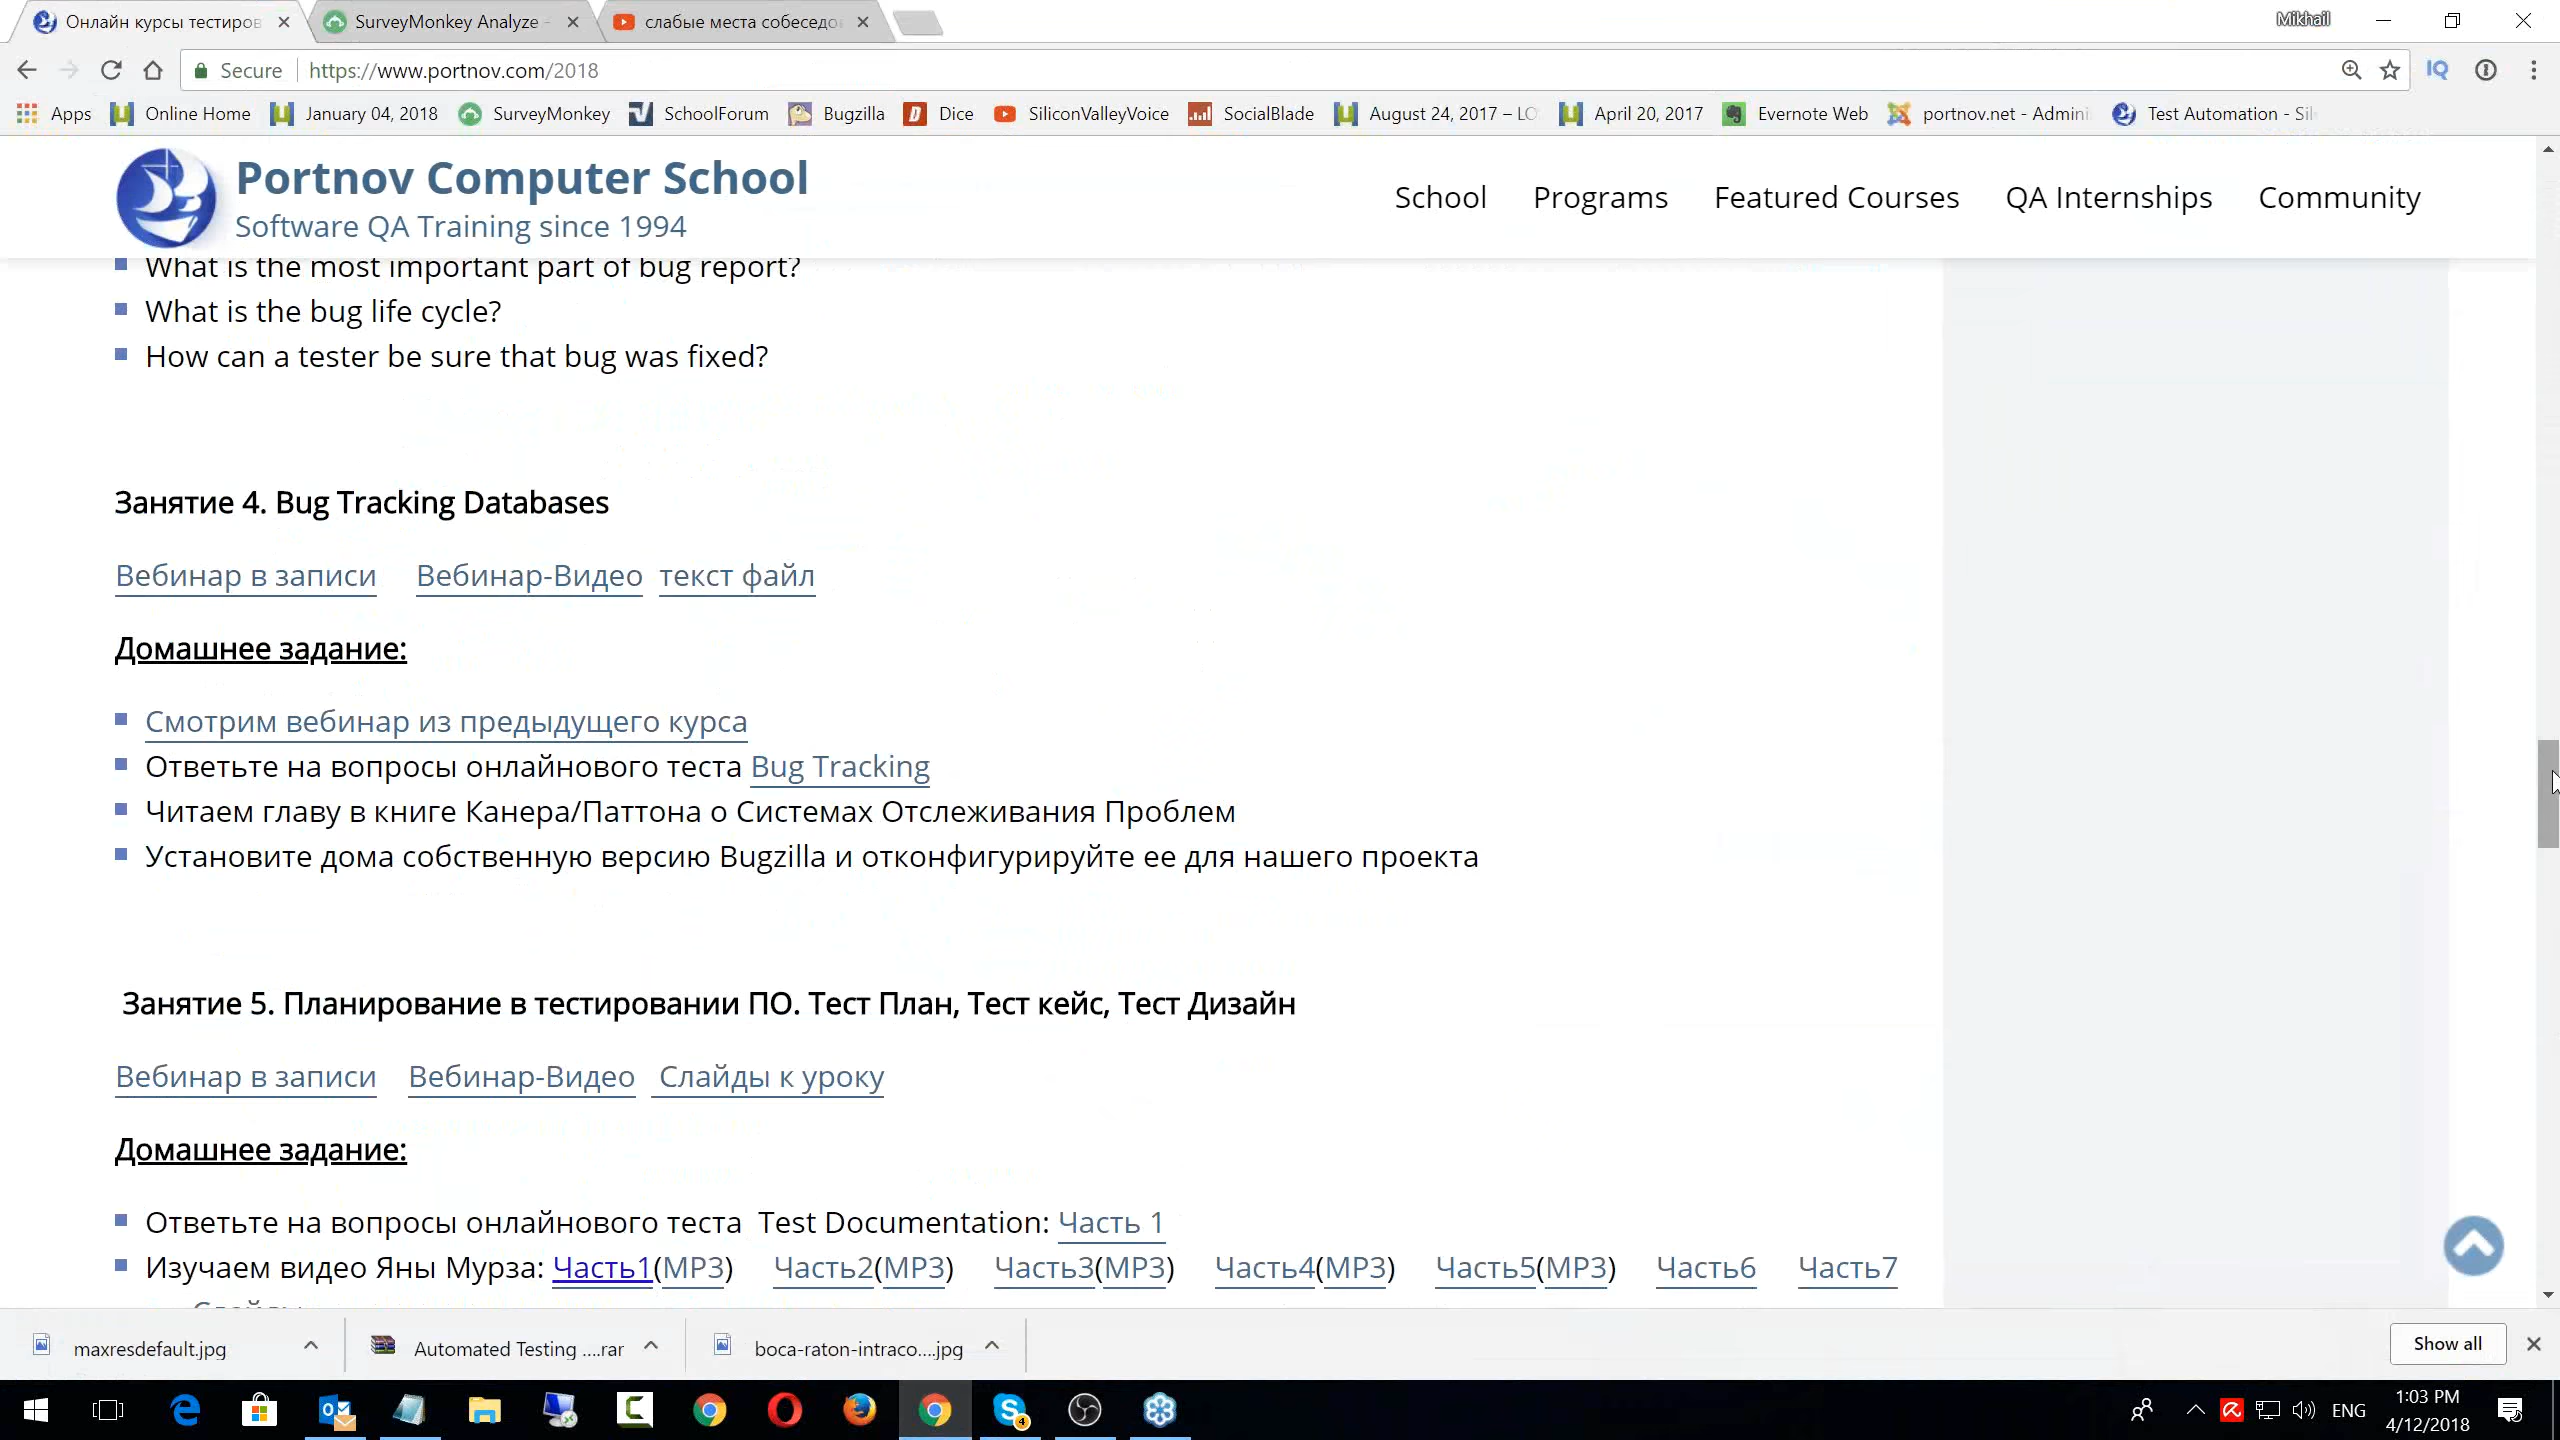 Онлайн курсы тестиров
SurveyMonkey Analyze -
слабые места собеседо
Mikhail
Secure
https://www.portnov.com/2018
Apps
Online Home
January 04, 2018
SurveyMonkey
SchoolForum
Bugzilla
Dice
SiliconValleyVoice
SocialBlade
August 24, 2017 – LO
April 20, 2017
Evernote Web
portnov.net - Admini
Test Automation - Sil
Portnov Computer School
Software QA Training since 1994
School
Programs
Featured Courses
QA Internships
Community
What is the most important part of bug report?
What is the bug life cycle?
How can a tester be sure that bug was fixed?
Занятие 4. Bug Tracking Databases
Вебинар в записи Вебинар-Видео текст файл
Домашнее задание:
Смотрим вебинар из предыдущего курса
Ответьте на вопросы онлайнового теста Bug Tracking
Читаем главу в книге Канера/Паттона о Системах Отслеживания Проблем
Установите дома собственную версию Bugzilla и отконфигурируйте ее для нашего проекта
Занятие 5. Планирование в тестировании ПО. Тест План, Тест кейс, Тест Дизайн
Вебинар в записи Вебинар-Видео Слайды к уроку
Домашнее задание:
Ответьте на вопросы онлайнового теста Test Documentation: Часть 1
Изучаем видео Яны Мурза: Часть1(MP3) Часть2(MP3) Часть3(MP3) Часть4(MP3) Часть5(MP3) Часть6 Часть7
Слайды
maxresdefault.jpg
Automated Testing ....rar
boca-raton-intraco....jpg
Show all
4
ENG
1:03 PM
4/12/2018